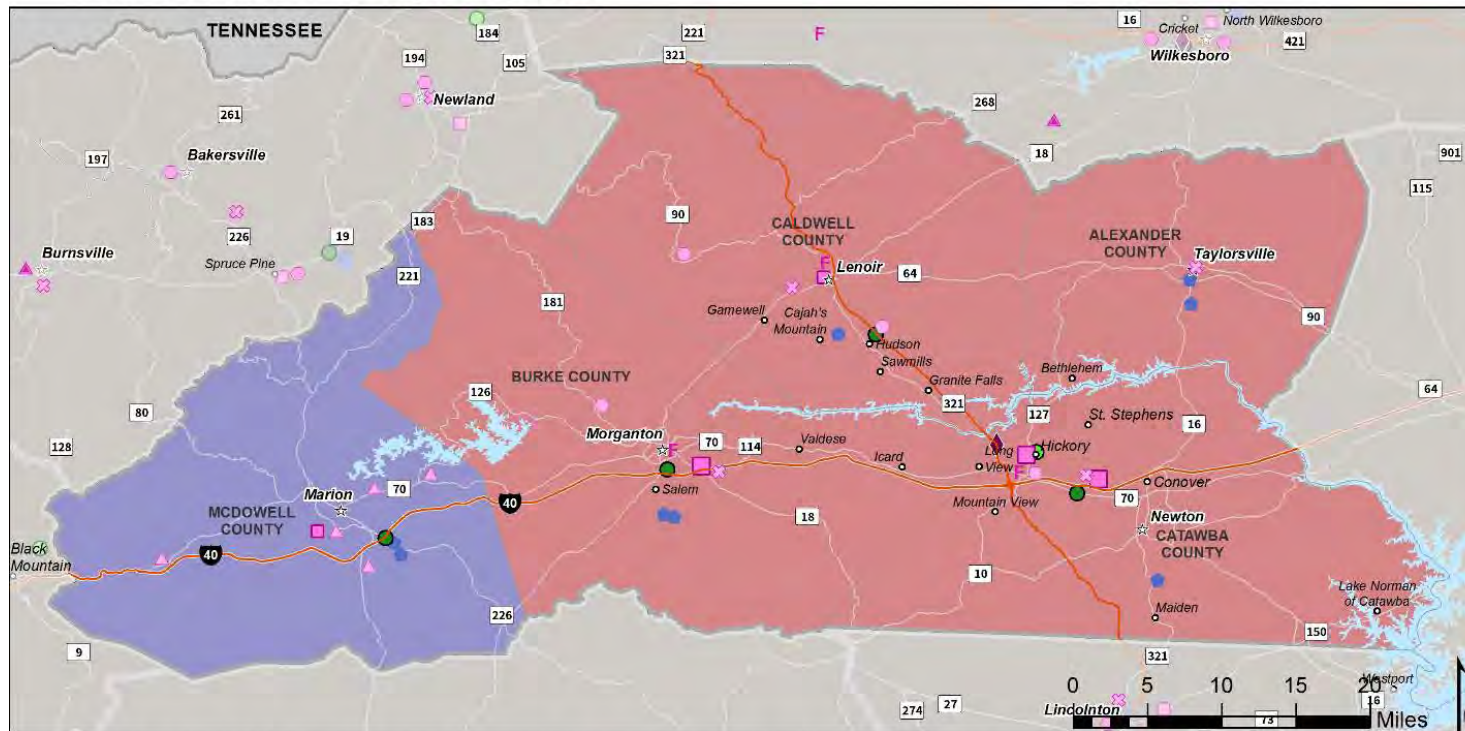 TENNESSEE
184
221
F
16
North Wilkesboro
Cricket
321
421
Wilkesboro
194
105
Newland
268
261
18
901
197
Bakersville
115
90
183
CALDWELL
COUNTY
ALEXANDER
COUNTY
226
19
Taylorsville
Burnsville
Spruce Pine
221
F
Lenoir
64
181
Gamewell
Cajah's
Mountain
90
Hudson
Sawmills
BURKE COUNTY
Bethlehem
Granite Falls
64
126
321
80
127
St. Stephens
16
128
Morganton
F
70
114
Valdese
Long
View
Hickory
Icard
F
Marion
70
Salem
Conover
70
40
Mountain View
MCDOWELL
COUNTY
18
Newton
CATAWBA
COUNTY
Black
Mountain
40
10
Lake Norman
of Catawba
226
Maiden
150
9
321
Westport
0 5 10 15 20
16
27
274
Lincolnton
73
Miles